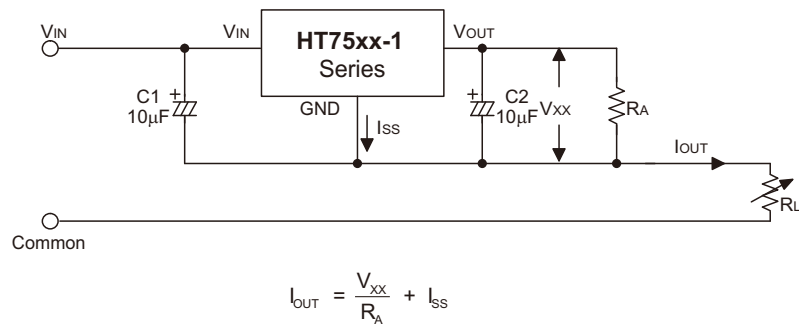 VIN
VIN
HT75xx-1
Series
VOUT
GND
C1
10μF
ISS
C2
10μF
VXX
RA
IOUT
RL
Common
IOUT = VXX / RA + ISS